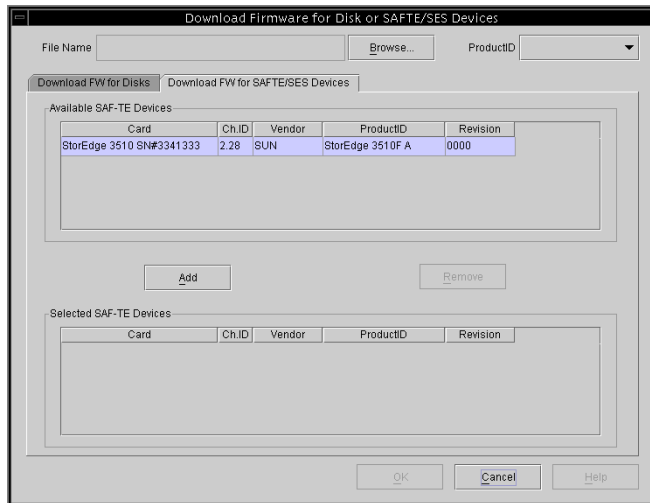 Download Firmware for Disk or SAFTE/SES Devices
File Name Browse... ProductID
Download FW for Disks Download FW for SAFTE/SES Devices
Available SAF-TE Devices
Card Ch.ID Vendor ProductID Revision
StorEdge 3510 SN#3341333 2.28 SUN StorEdge 3510F A 0000
Add Remove
Selected SAF-TE Devices
Card Ch.ID Vendor ProductID Revision
OK Cancel Help